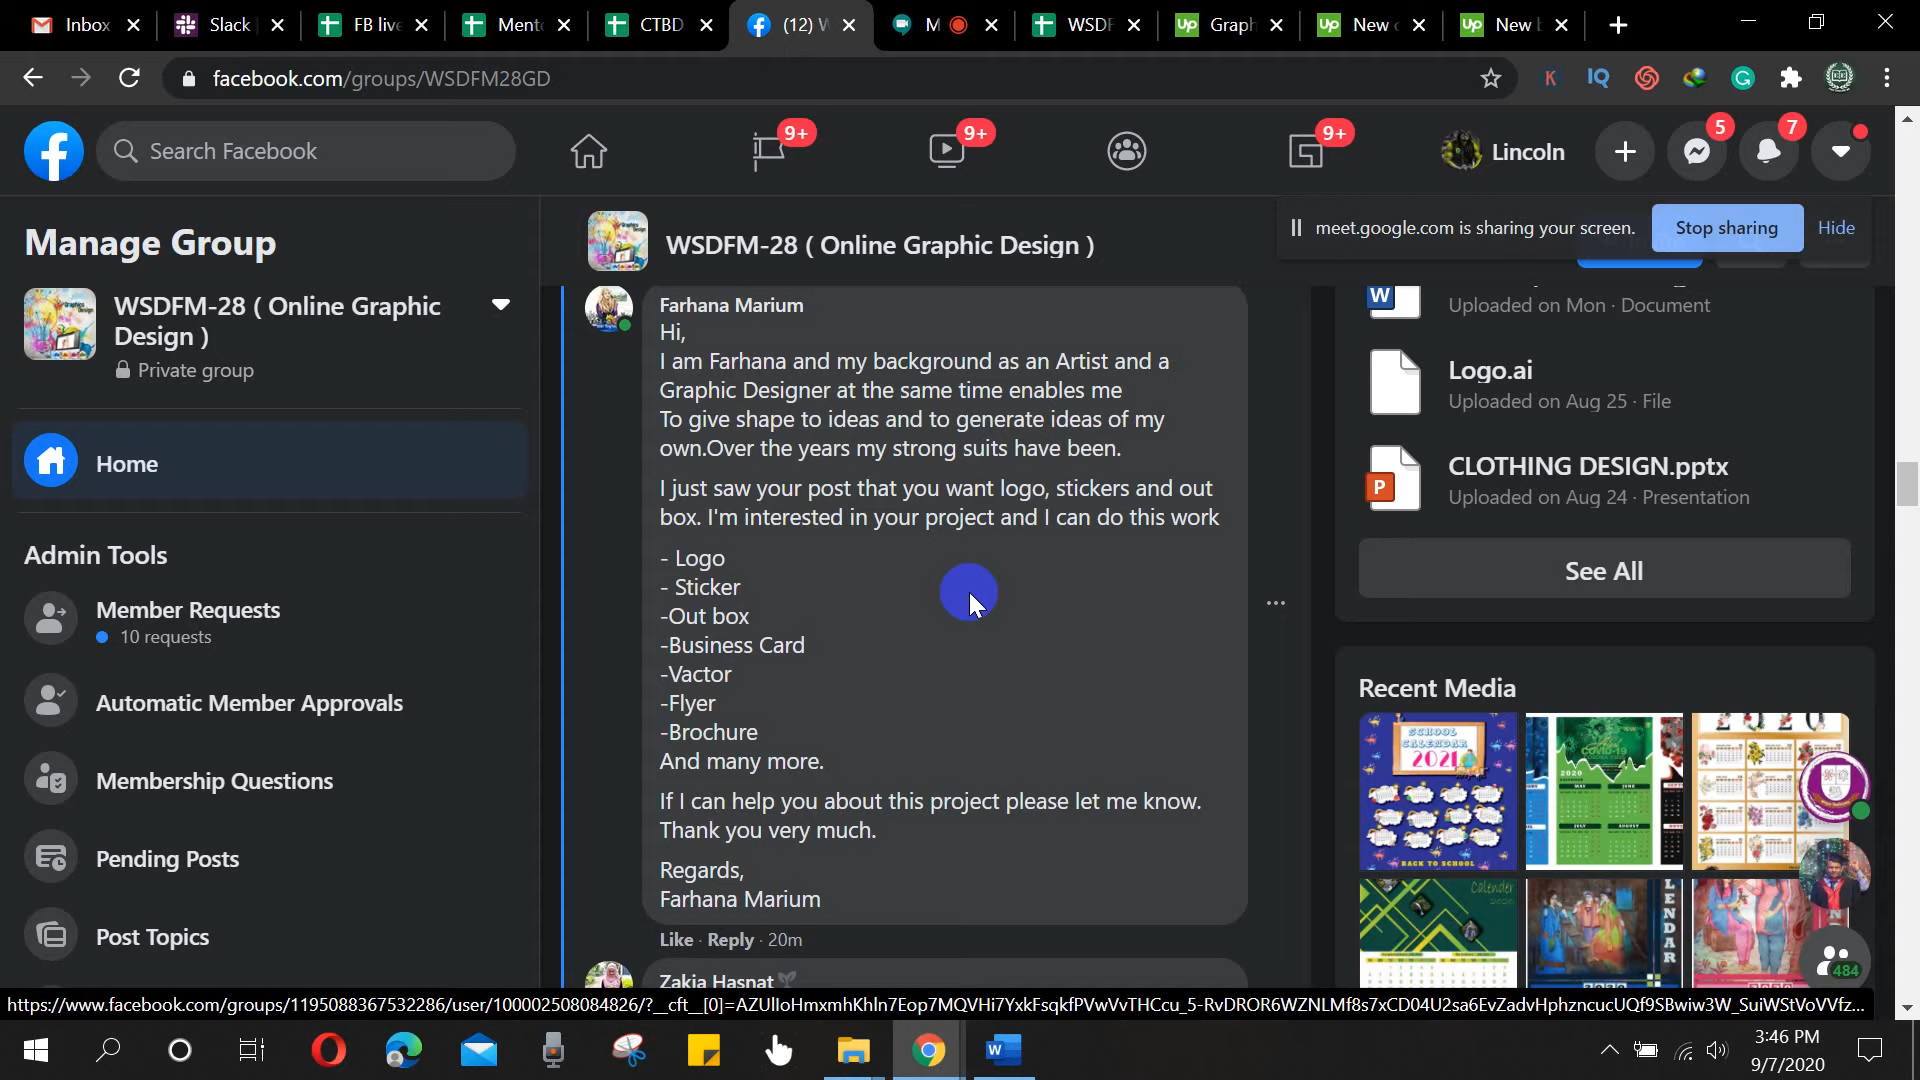 Inbox
Slack
FB live
Mento
CTBD
(12) W
M
WSDF
Graph
New
New
facebook.com/groups/WSDFM28GD
Search Facebook
9+
9+
9+
Lincoln
5
7
meet.google.com is sharing your screen.
Stop sharing
Hide
Manage Group
WSDFM-28 ( Online Graphic Design )
WSDFM-28 ( Online Graphic
Design )
Private group
Home
Admin Tools
Member Requests
10 requests
Automatic Member Approvals
Membership Questions
Pending Posts
Post Topics
Farhana Marium
Hi,
I am Farhana and my background as an Artist and a
Graphic Designer at the same time enables me
To give shape to ideas and to generate ideas of my
own.Over the years my strong suits have been.
I just saw your post that you want logo, stickers and out
box. I'm interested in your project and I can do this work
- Logo
- Sticker
-Out box
-Business Card
-Vactor
-Flyer
-Brochure
And many more.
If I can help you about this project please let me know.
Thank you very much.
Regards,
Farhana Marium
Like · Reply · 20m
Zakia Hasnat
Uploaded on Mon · Document
Logo.ai
Uploaded on Aug 25 · File
CLOTHING DESIGN.pptx
Uploaded on Aug 24 · Presentation
See All
Recent Media
SCHOOL
CALENDAR
2021
BACK TO SCHOOL
2020
Calender
484
3:46 PM
9/7/2020